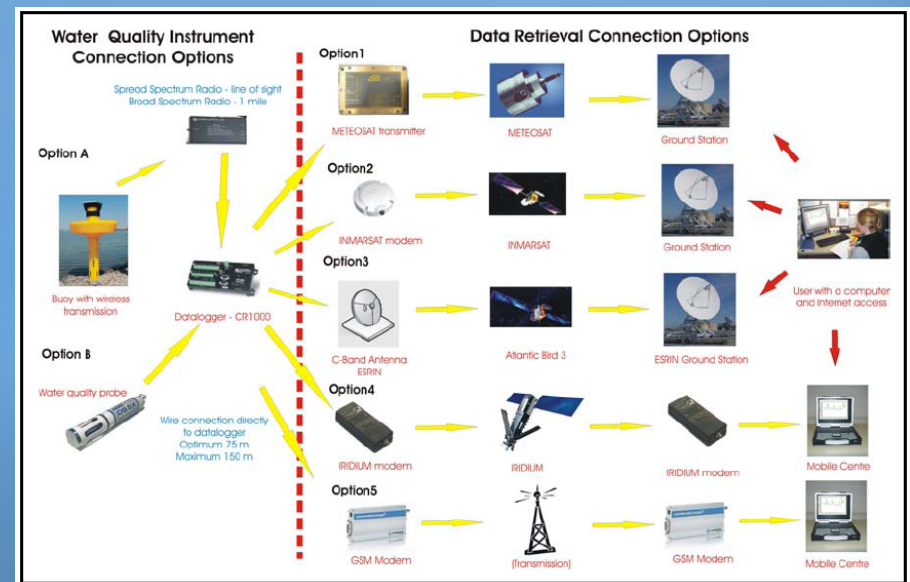 Water Quality Instrument
Connection Options
Data Retrieval Connection Options
Spread Spectrum Radio - line of sight
Broad Spectrum Radio - 1 mile
Option A
Buoy with wireless
transmission
Datalogger - CR1000
Option B
Water quality probe
Wire connection directly
to datalogger
Optimum 75 m
Maximum 150 m
Option1
METEOSAT transmitter
METEOSAT
Ground Station
Option2
INMARSAT modem
INMARSAT
Ground Station
User with a computer
and internet access
Option3
C-Band Antenna
ESRIN
Atlantic Bird 3
ESRIN Ground Station
Option4
IRIDIUM modem
IRIDIUM
IRIDIUM modem
Mobile Centre
Option5
GSM Modem
(Transmission)
GSM Modem
Mobile Centre